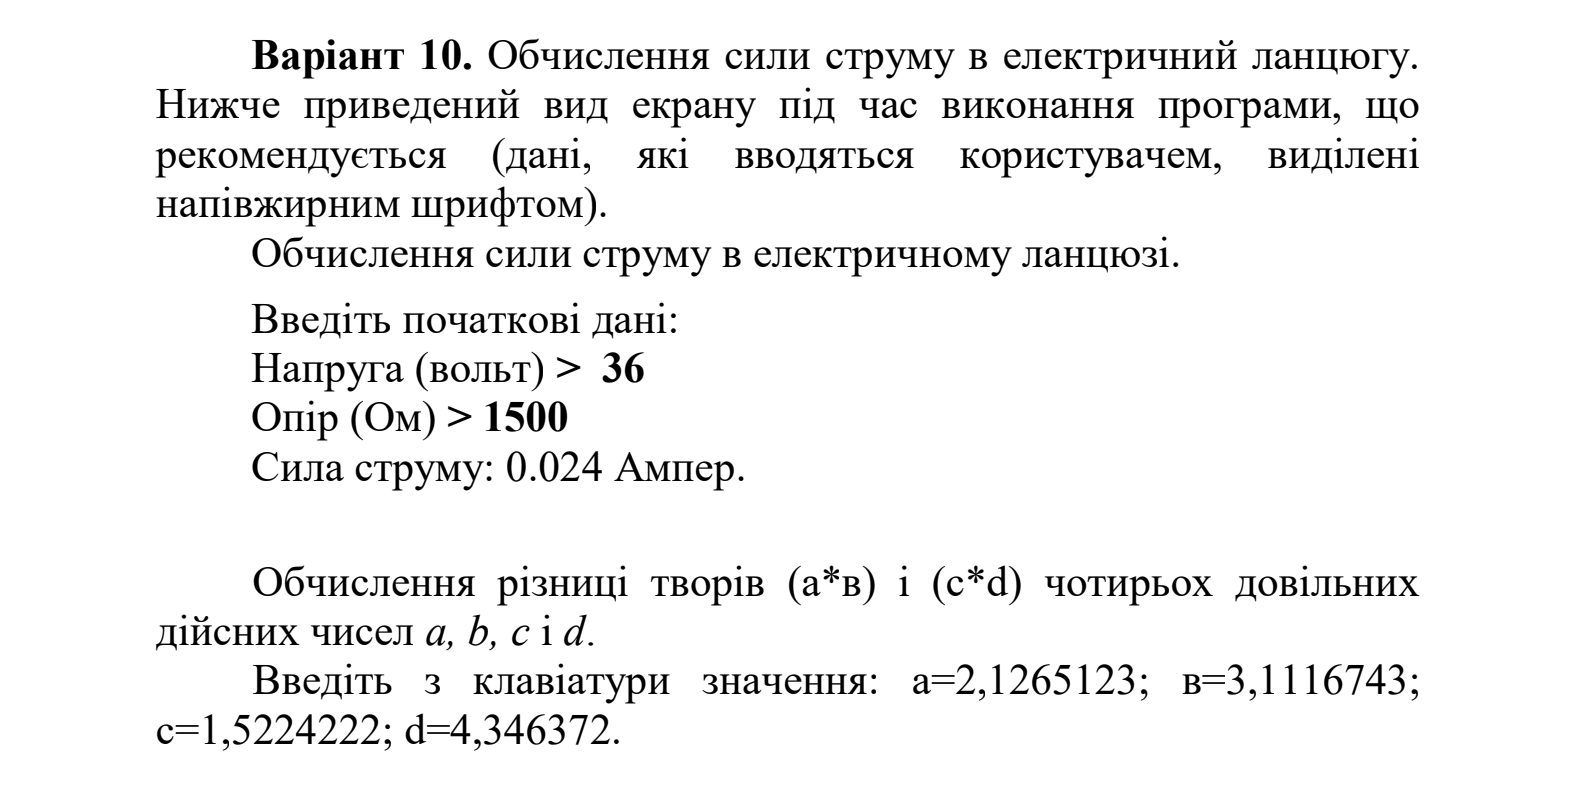 Варіант 10. Обчислення сили струму в електричний ланцюгу.
Нижче приведений вид екрану під час виконання програми, що
рекомендується (дані, які вводяться користувачем, виділені
напівжирним шрифтом).
Обчислення сили струму в електричному ланцюзі.
Введіть початкові дані:
Напруга (вольт) > 36
Опір (Ом) > 1500
Сила струму: 0.024 Ампер.
Обчислення різниці творів (а*в) і (с*d) чотирьох довільних
дійсних чисел a, b, c і d.
Введіть з клавіатури значення: а=2,1265123; в=3,1116743;
с=1,5224222; d=4,346372.